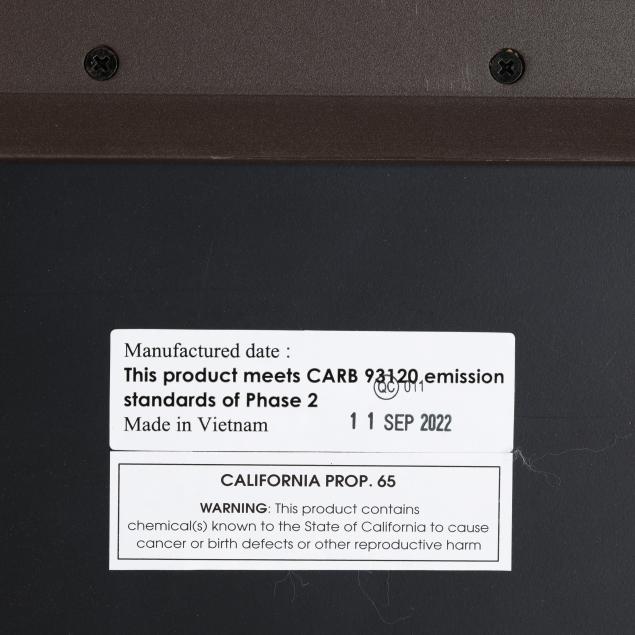 Manufactured date :
This product meets CARB 93120 emission
QC 011
standards of Phase 2
Made in Vietnam 11 SEP 2022
CALIFORNIA PROP. 65
WARNING: This product contains
chemical(s) known to the State of California to cause
cancer or birth defects or other reproductive harm